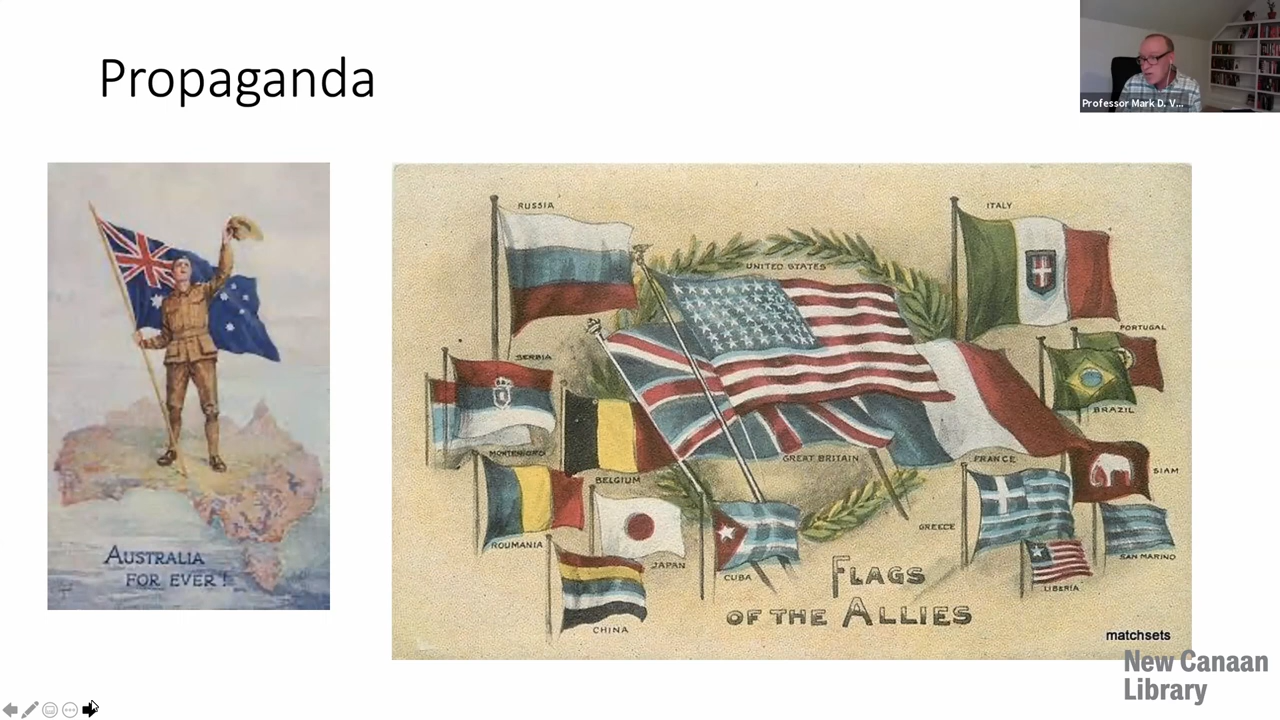 Propaganda
Professor Mark D. V...
AUSTRALIA
FOR EVER!
RUSSIA
ITALY
UNITED STATES
PORTUGAL
SERBIA
BRAZIL
MONTENEGRO
GREAT BRITAIN
FRANCE
SIAM
BELGIUM
GREECE
ROUMANIA
JAPAN
CUBA
SAN MARINO
LIBERIA
CHINA
FLAGS
OF THE ALLIES
matchsets
New Canaan
Library